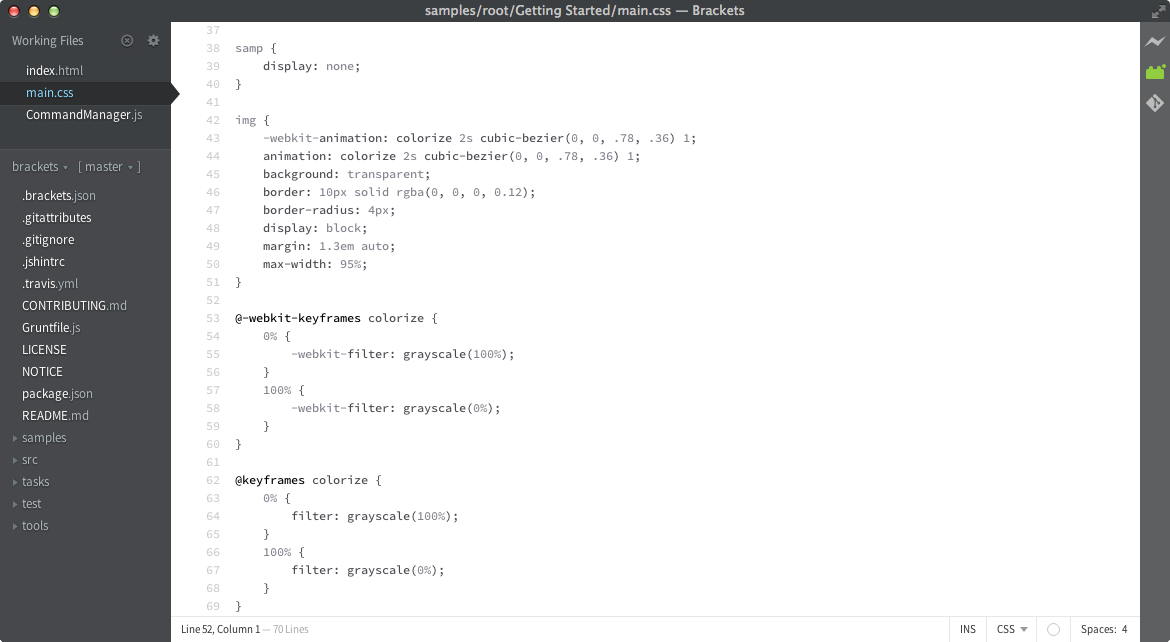 samples/root/Getting Started/main.css — Brackets
Working Files
index.html
main.css
CommandManager.js
brackets [ master ]
.brackets.json
.gitattributes
.gitignore
.jshintrc
.travis.yml
CONTRIBUTING.md
Gruntfile.js
LICENSE
NOTICE
package.json
README.md
samples
src
tasks
test
tools
37
38 samp {
39     display: none;
40 }
41
42 img {
43     -webkit-animation: colorize 2s cubic-bezier(0, 0, .78, .36) 1;
44     animation: colorize 2s cubic-bezier(0, 0, .78, .36) 1;
45     background: transparent;
46     border: 10px solid rgba(0, 0, 0, 0.12);
47     border-radius: 4px;
48     display: block;
49     margin: 1.3em auto;
50     max-width: 95%;
51 }
52
53 @-webkit-keyframes colorize {
54     0% {
55         -webkit-filter: grayscale(100%);
56     }
57     100% {
58         -webkit-filter: grayscale(0%);
59     }
60 }
61
62 @keyframes colorize {
63     0% {
64         filter: grayscale(100%);
65     }
66     100% {
67         filter: grayscale(0%);
68     }
69 }
Line 52, Column 1 — 70 Lines INS CSS Spaces: 4